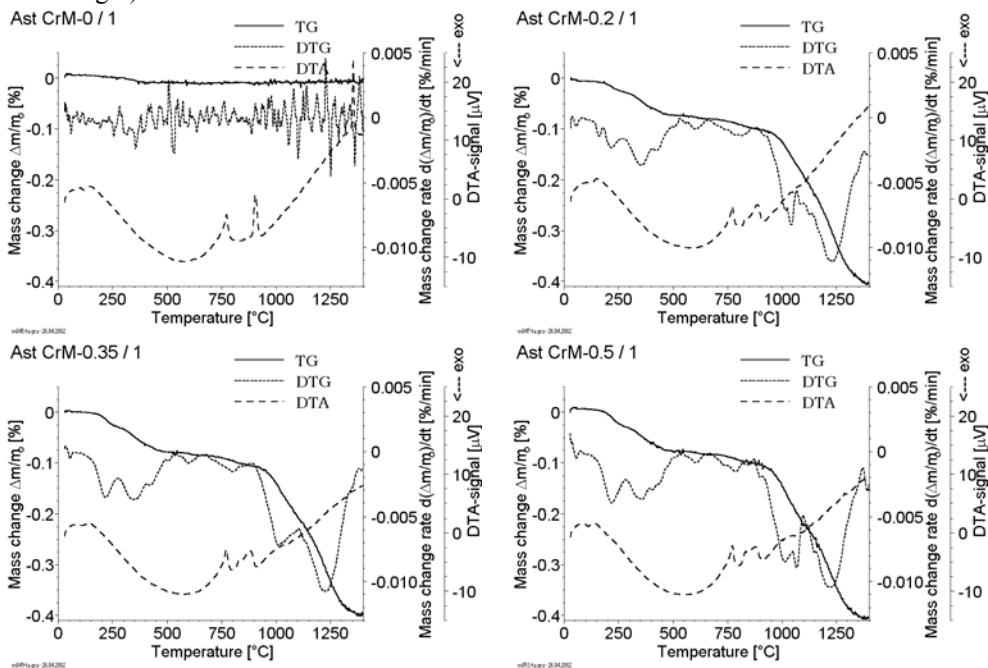 Ast CrM-0 / 1
TG
DTG
DTA
Mass change Δm/m₀ [%]
0
-0.1
-0.2
-0.3
-0.4
0 250 500 750 1000 1250
Temperature [°C]
0.005
0
-0.005
-0.010
Mass change rate d(Δm/m₀)/dt [%/min]
20
10
0
-10
DTA-signal [µV]
<--- exo
Ast CrM-0.2 / 1
TG
DTG
DTA
Mass change Δm/m₀ [%]
0
-0.1
-0.2
-0.3
-0.4
0 250 500 750 1000 1250
Temperature [°C]
0.005
0
-0.005
-0.010
Mass change rate d(Δm/m₀)/dt [%/min]
20
10
0
-10
DTA-signal [µV]
<--- exo
Ast CrM-0.35 / 1
TG
DTG
DTA
Mass change Δm/m₀ [%]
0
-0.1
-0.2
-0.3
-0.4
0 250 500 750 1000 1250
Temperature [°C]
0.005
0
-0.005
-0.010
Mass change rate d(Δm/m₀)/dt [%/min]
20
10
0
-10
DTA-signal [µV]
<--- exo
Ast CrM-0.5 / 1
TG
DTG
DTA
Mass change Δm/m₀ [%]
0
-0.1
-0.2
-0.3
-0.4
0 250 500 750 1000 1250
Temperature [°C]
0.005
0
-0.005
-0.010
Mass change rate d(Δm/m₀)/dt [%/min]
20
10
0
-10
DTA-signal [µV]
<--- exo